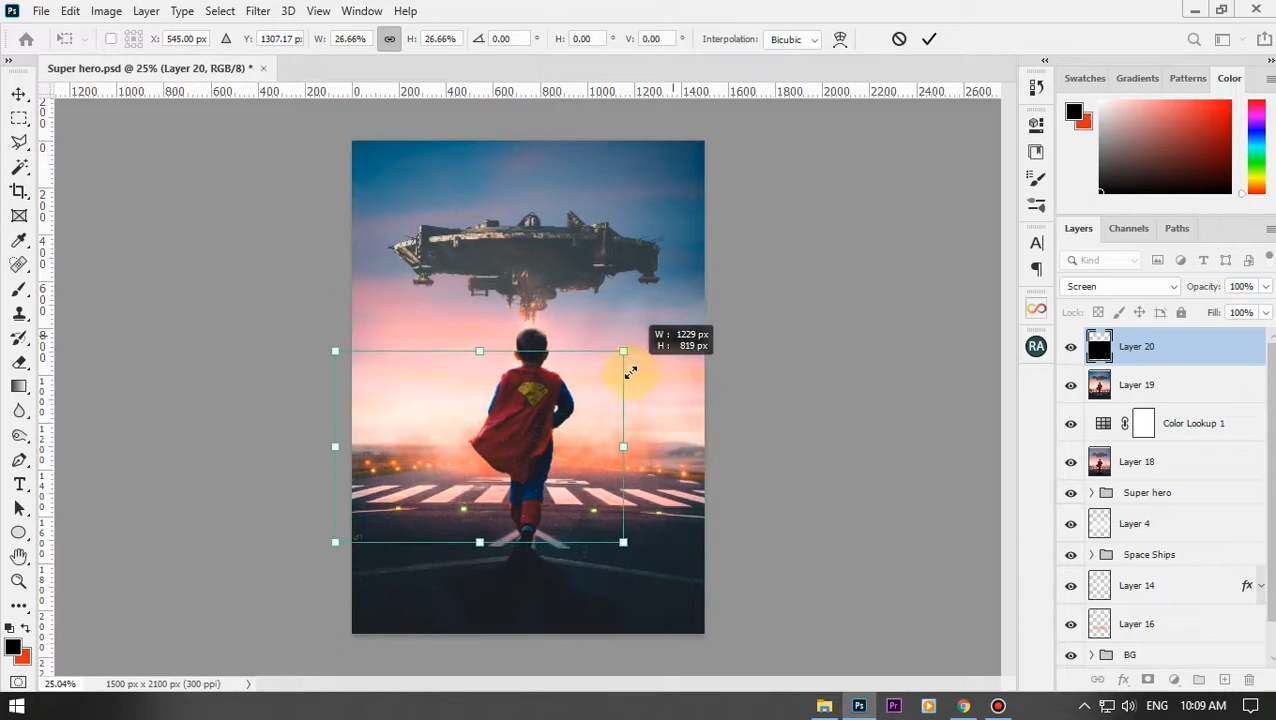 Ps File Edit Image Layer Type Select Filter 3D View Window Help
X: 545.00 px Y: 1307.17 p: W: 26.66% H: 26.66% 0.00 ° H: 0.00 ° V: 0.00 ° Interpolation: Bicubic
Super hero.psd @ 25% (Layer 20, RGB/8) * ×
1200 1000 800 600 400 200 0 200 400 600 800 1000 1200 1400 1600 1800 2000 2200 2400 2600
Swatches Gradients Patterns Color
W : 1229 px
H : 819 px
RA
Layers Channels Paths
Kind
Screen Opacity: 100%
Lock: Fill: 100%
Layer 20
Layer 19
Color Lookup 1
Layer 18
Super hero
Layer 4
Space Ships
Layer 14 fx
Layer 16
BG
25.04% 1500 px x 2100 px (300 ppi)
Ps Pr ENG 10:09 AM